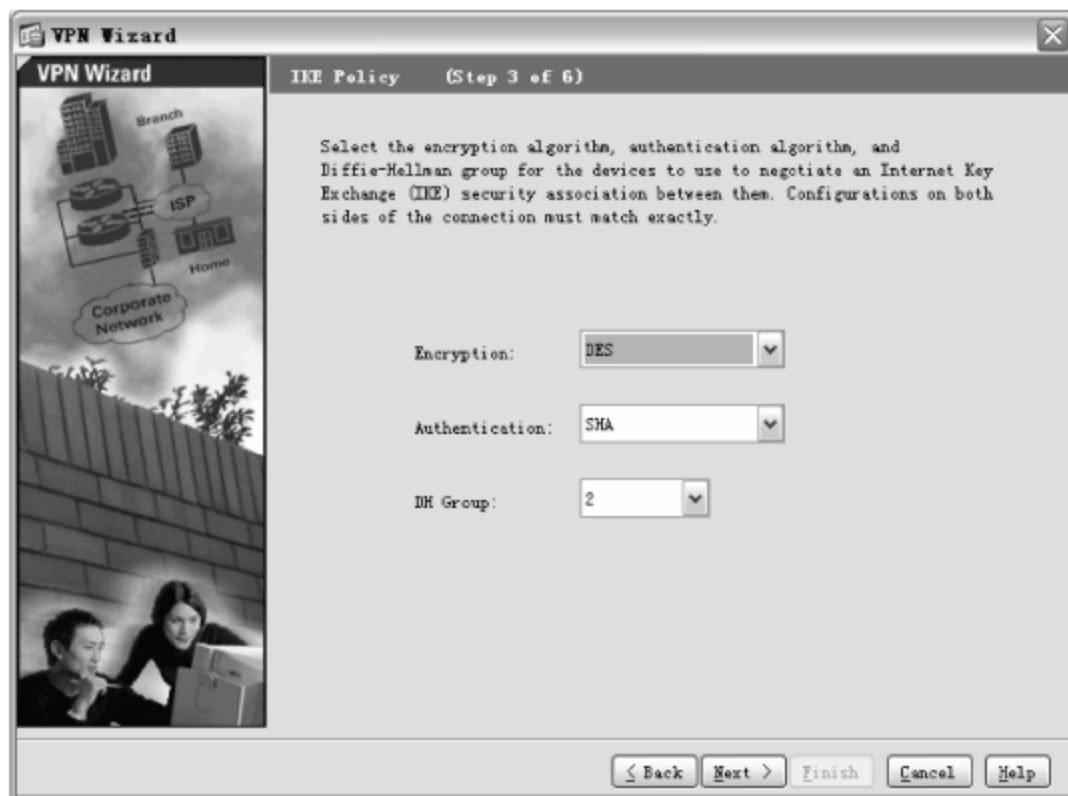 VPN Wizard
VPN Wizard
IKE Policy (Step 3 of 6)
Branch
ISP
Home
Corporate
Network
Select the encryption algorithm, authentication algorithm, and
Diffie-Hellman group for the devices to use to negotiate an Internet Key
Exchange (IKE) security association between them. Configurations on both
sides of the connection must match exactly.
Encryption: DES
Authentication: SHA
DH Group: 2
< Back Next > Finish Cancel Help